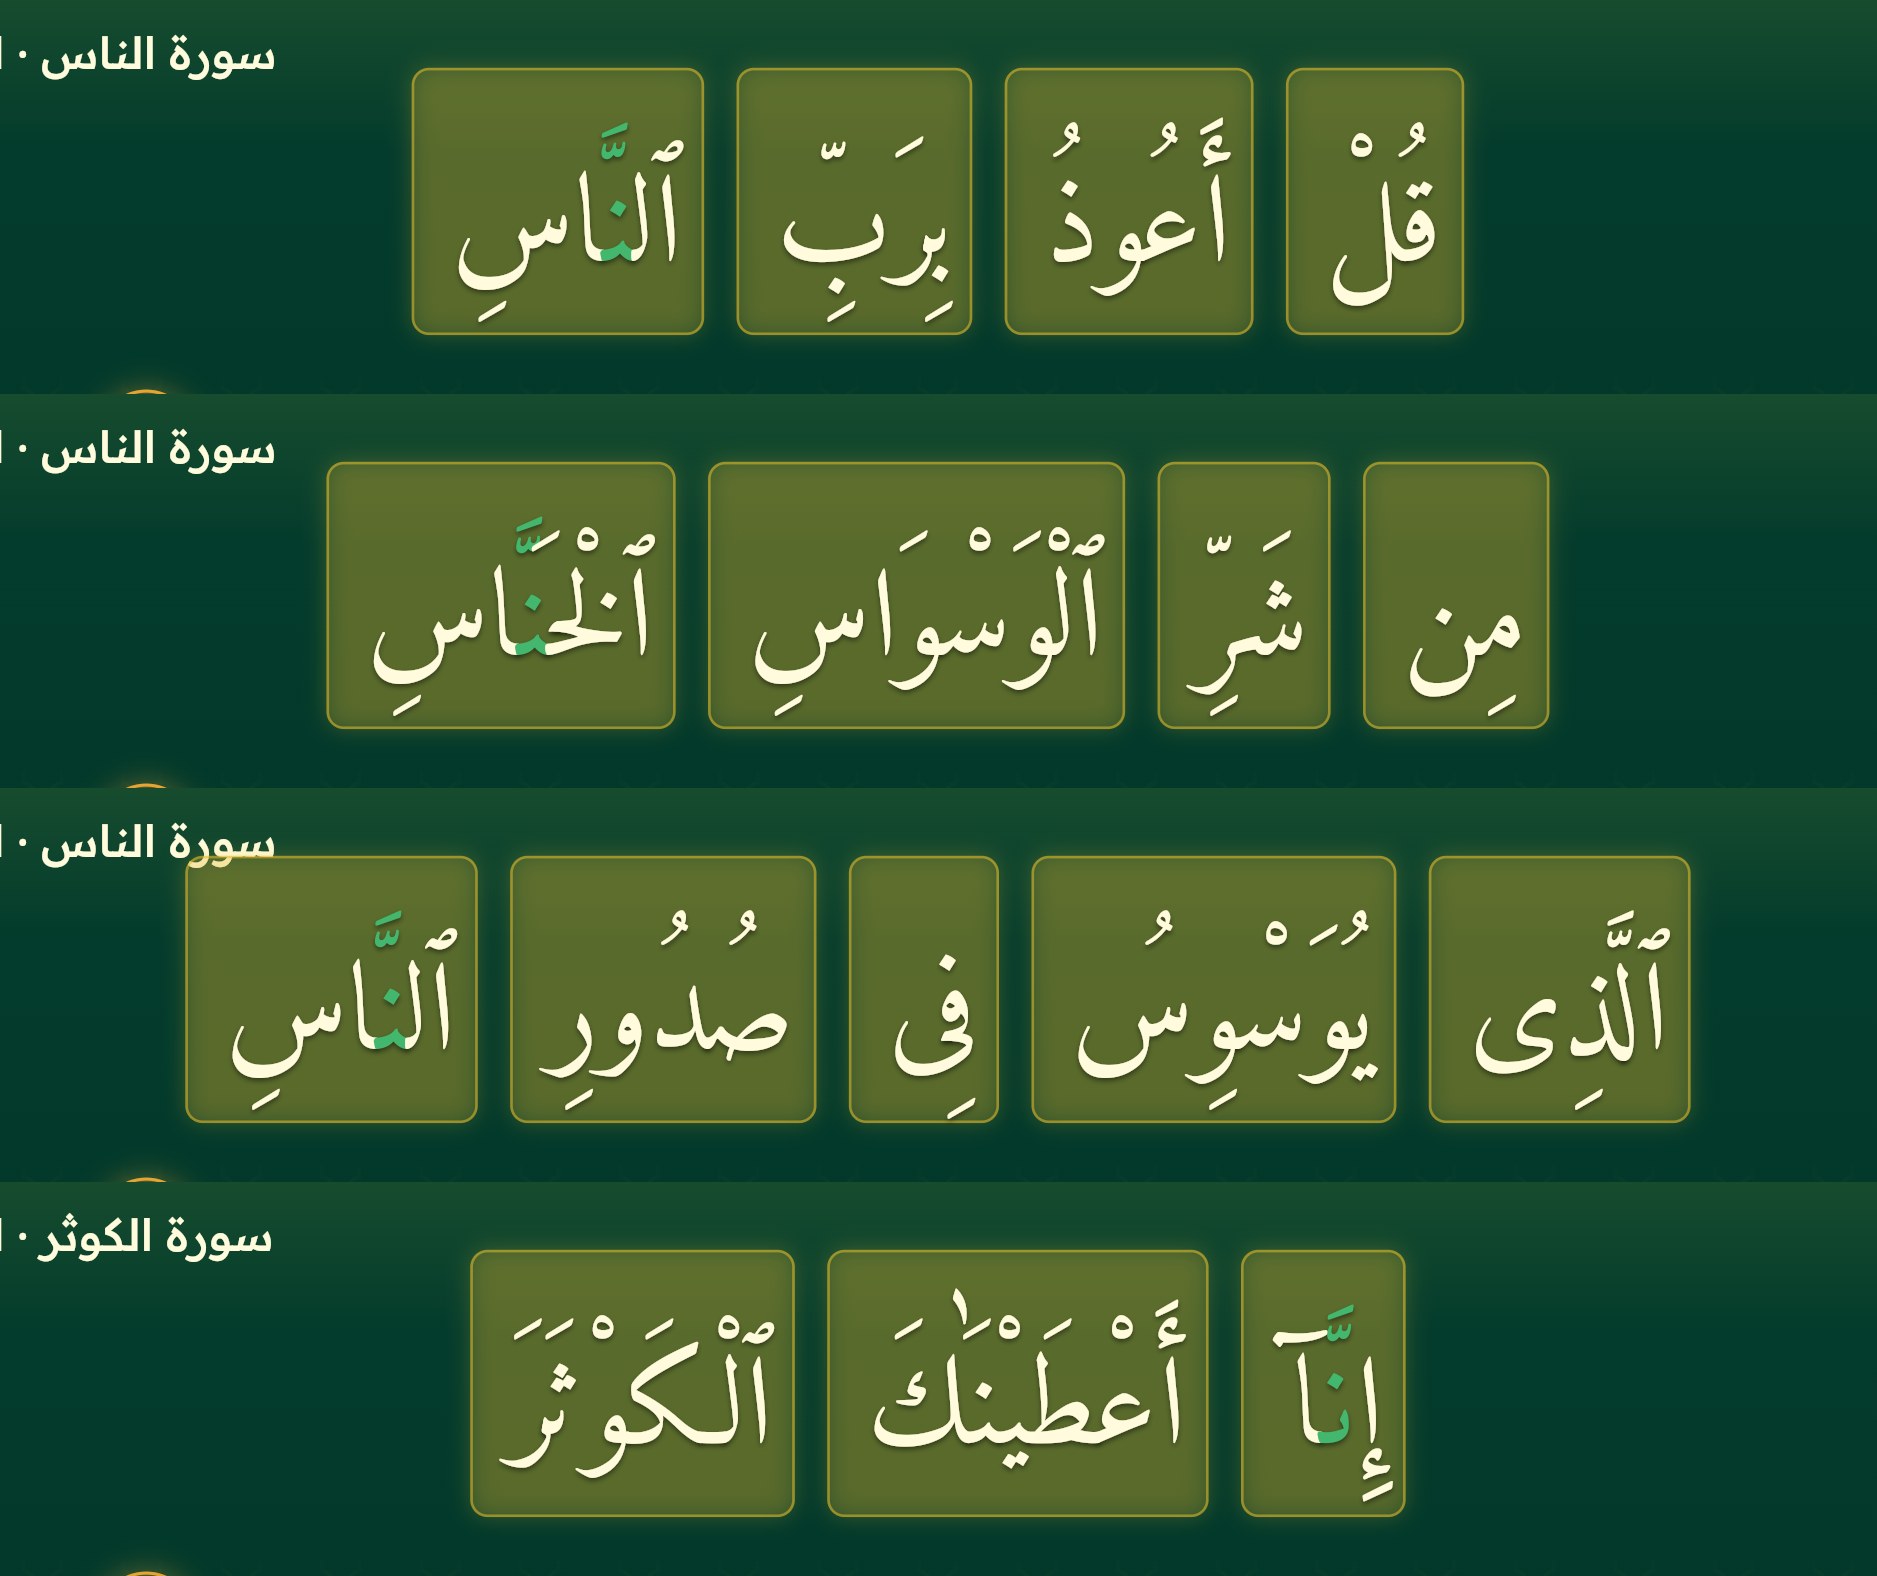 سورة الناس ·
قُلْ أَعُوذُ بِرَبِّ ٱلنَّاسِ
سورة الناس ·
مِن شَرِّ ٱلْوَسْوَاسِ ٱلْخَنَّاسِ
سورة الناس ·
ٱلَّذِى يُوَسْوِسُ فِى صُدُورِ ٱلنَّاسِ
سورة الكوثر ·
إِنَّآ أَعْطَيْنَٰكَ ٱلْكَوْثَرَ